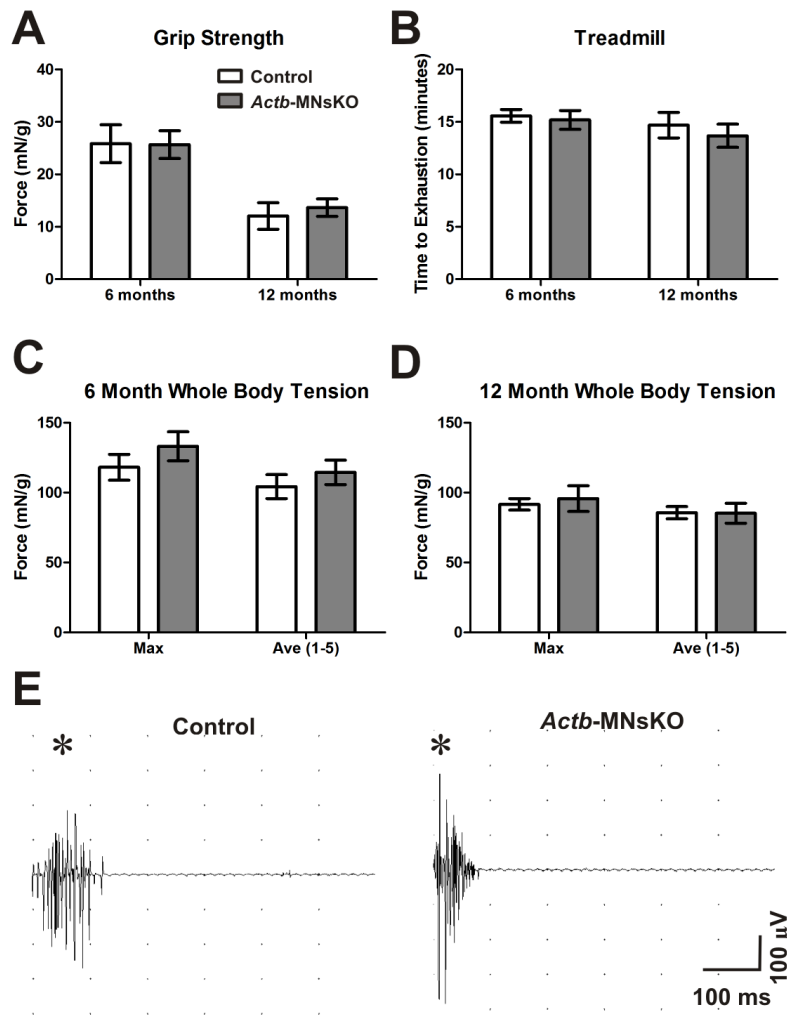 A
Grip Strength
Force (mN/g)
40
30
20
10
0
6 months
12 months
Control
Actb-MNsKO
B
Treadmill
Time to Exhaustion (minutes)
20
15
10
5
0
6 months
12 months
C
6 Month Whole Body Tension
Force (mN/g)
150
100
50
0
Max
Ave (1-5)
D
12 Month Whole Body Tension
Force (mN/g)
150
100
50
0
Max
Ave (1-5)
E
Control
*
Actb-MNsKO
*
100 µV
100 ms